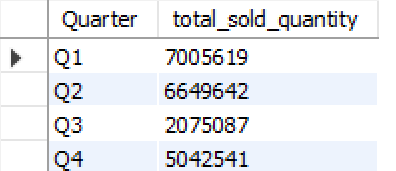 Quarter total_sold_quantity
Q1 7005619
Q2 6649642
Q3 2075087
Q4 5042541